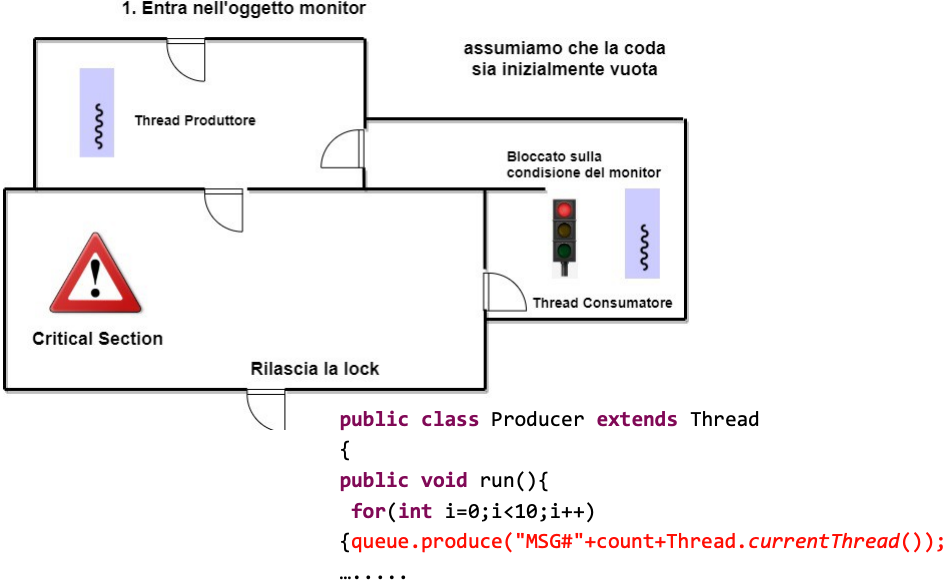 1. Entra nell'oggetto monitor
assumiamo che la coda
sia inizialmente vuota
Thread Produttore
Bloccato sulla
condisione del monitor
Thread Consumatore
Critical Section
Rilascia la lock
public class Producer extends Thread
{
public void run(){
for(int i=0;i<10;i++)
{queue.produce("MSG#"+count+Thread.currentThread());
….....